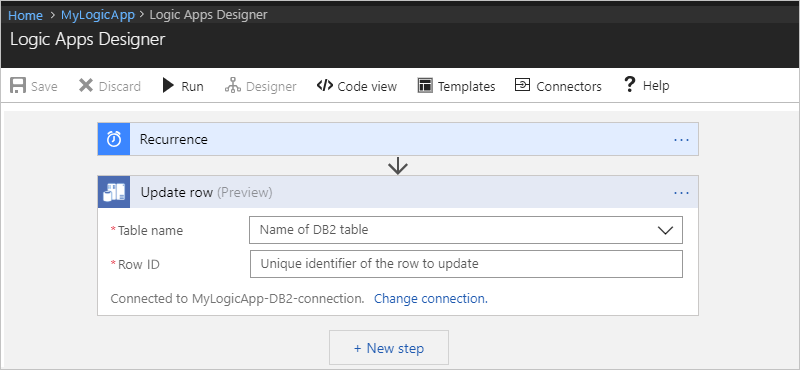 Home > MyLogicApp > Logic Apps Designer
Logic Apps Designer
Save Discard Run Designer </> Code view Templates Connectors ? Help
Recurrence ...
Update row (Preview) ...
*Table name Name of DB2 table
*Row ID Unique identifier of the row to update
Connected to MyLogicApp-DB2-connection. Change connection.
+ New step